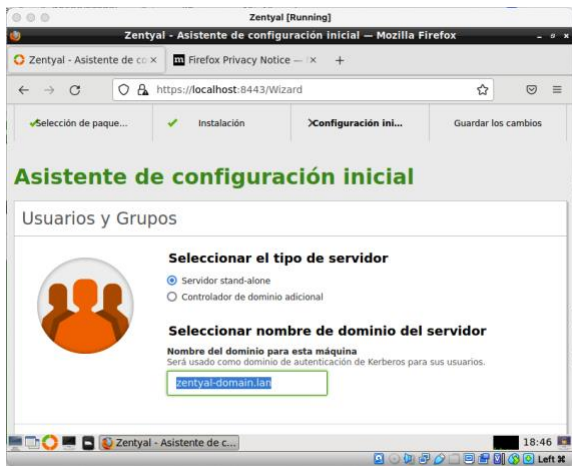 Zentyal [Running]
Zentyal - Asistente de configuración inicial — Mozilla Firefox
Zentyal - Asistente de co
Firefox Privacy Notice —
https://localhost:8443/Wizard
Selección de paque...
Instalación
Configuración ini...
Guardar los cambios
Asistente de configuración inicial
Usuarios y Grupos
Seleccionar el tipo de servidor
Servidor stand-alone
Controlador de dominio adicional
Seleccionar nombre de dominio del servidor
Nombre del dominio para esta máquina
Será usado como dominio de autenticación de Kerberos para sus usuarios.
zentyal-domain.lan
Zentyal - Asistente de c...
18:46
Left ⌘